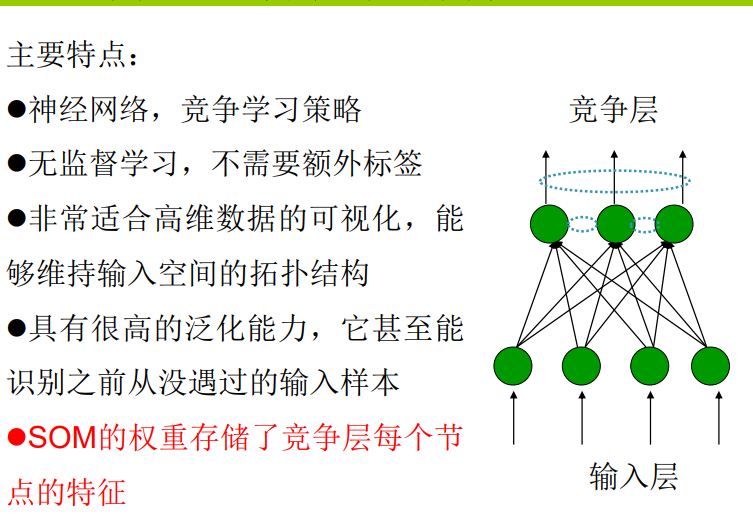 主要特点：
●神经网络，竞争学习策略
●无监督学习，不需要额外标签
●非常适合高维数据的可视化，能
够维持输入空间的拓扑结构
●具有很高的泛化能力，它甚至能
识别之前从没遇过的输入样本
●SOM的权重存储了竞争层每个节
点的特征
竞争层
输入层